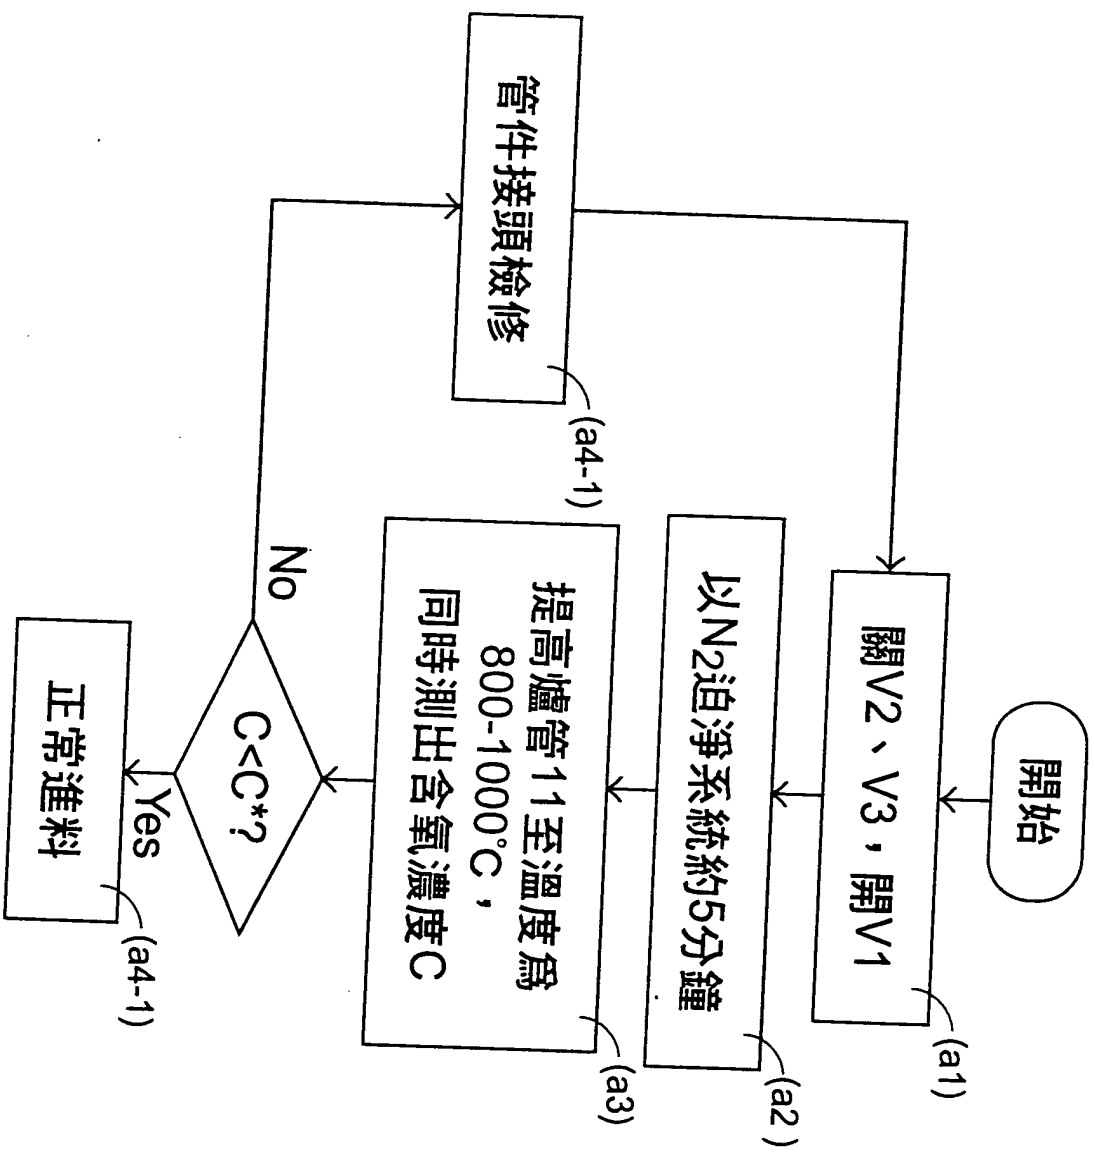 開始
關V2、V3，開V1
(a1)
以N2迫淨系統約5分鐘
(a2)
提高爐管11至溫度爲
800-1000°C，
同時測出含氧濃度C
(a3)
C<C*?
No
Yes
管件接頭檢修
(a4-1)
正常進料
(a4-1)